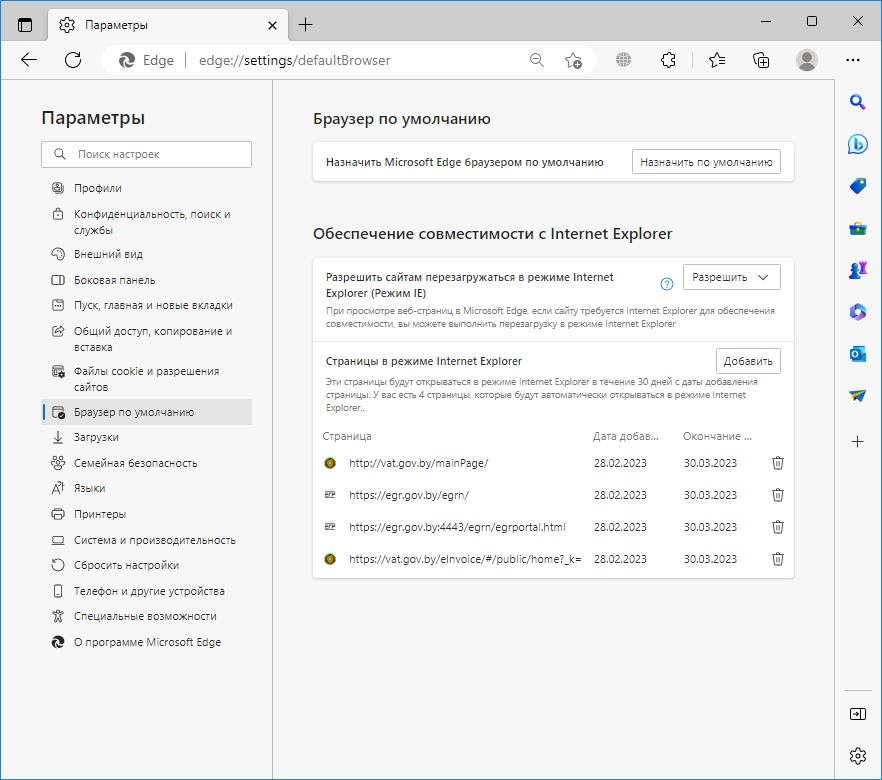 Параметры
Edge
edge://settings/defaultBrowser
Параметры
Поиск настроек
Профили
Конфиденциальность, поиск и
службы
Внешний вид
Боковая панель
Пуск, главная и новые вкладки
Общий доступ, копирование и
вставка
Файлы cookie и разрешения
сайтов
Браузер по умолчанию
Загрузки
Семейная безопасность
Языки
Принтеры
Система и производительность
Сбросить настройки
Телефон и другие устройства
Специальные возможности
О программе Microsoft Edge
Браузер по умолчанию
Назначить Microsoft Edge браузером по умолчанию
Назначить по умолчанию
Обеспечение совместимости с Internet Explorer
Разрешить сайтам перезагружаться в режиме Internet
Explorer (Режим IE)
Разрешить
При просмотре веб-страниц в Microsoft Edge, если сайту требуется Internet Explorer для обеспечения
совместимости, вы можете выполнить перезагрузку в режиме Internet Explorer
Страницы в режиме Internet Explorer
Добавить
Эти страницы будут открываться в режиме Internet Explorer в течение 30 дней с даты добавления
страницы. У вас есть 4 страницы, которые будут автоматически открываться в режиме Internet
Explorer..
Страница Дата добав... Окончание ...
http://vat.gov.by/mainPage/ 28.02.2023 30.03.2023
https://egr.gov.by/egrn/ 28.02.2023 30.03.2023
https://egr.gov.by:4443/egrn/egrportal.html 28.02.2023 30.03.2023
https://vat.gov.by/eInvoice/#/public/home?_k= 28.02.2023 30.03.2023